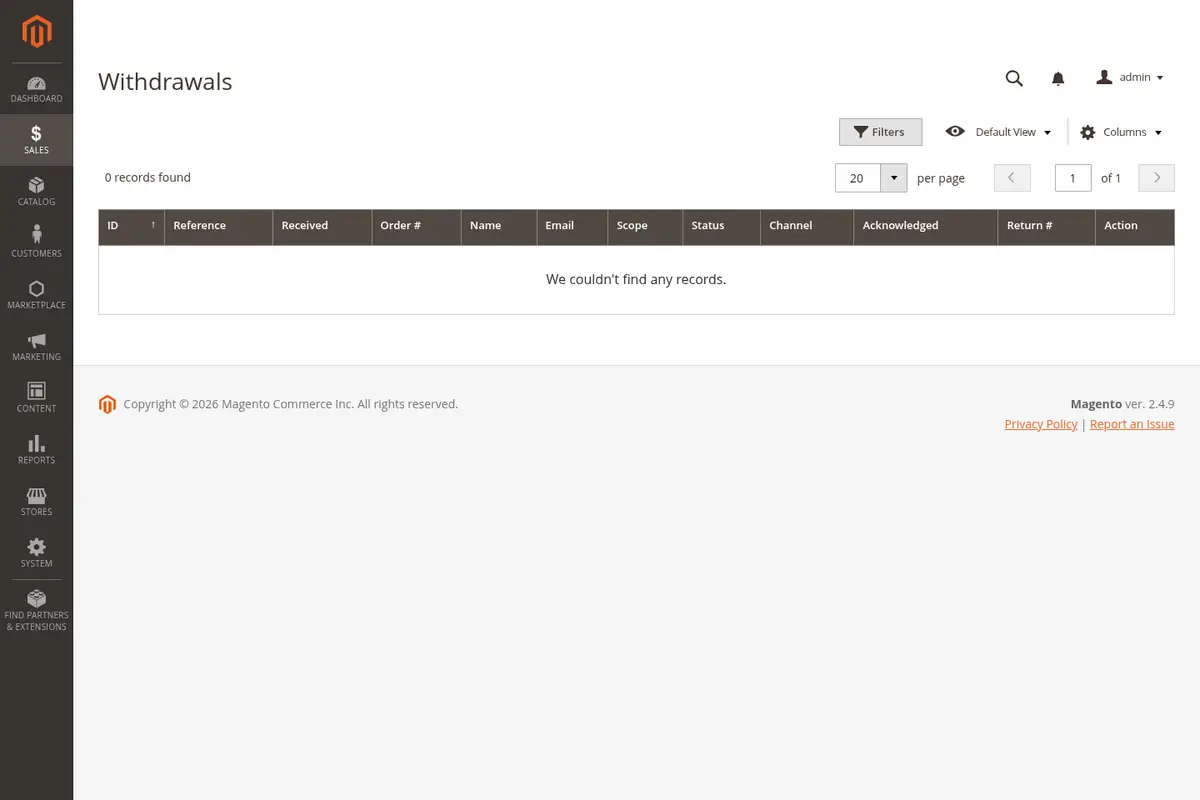 DASHBOARD
SALES
CATALOG
CUSTOMERS
MARKETPLACE
MARKETING
CONTENT
REPORTS
STORES
SYSTEM
FIND PARTNERS
& EXTENSIONS
Withdrawals
admin
Filters
Default View
Columns
0 records found
20
per page
1
of 1
ID ↑ Reference Received Order # Name Email Scope Status Channel Acknowledged Return # Action
We couldn't find any records.
Copyright © 2026 Magento Commerce Inc. All rights reserved.
Magento ver. 2.4.9
Privacy Policy | Report an Issue